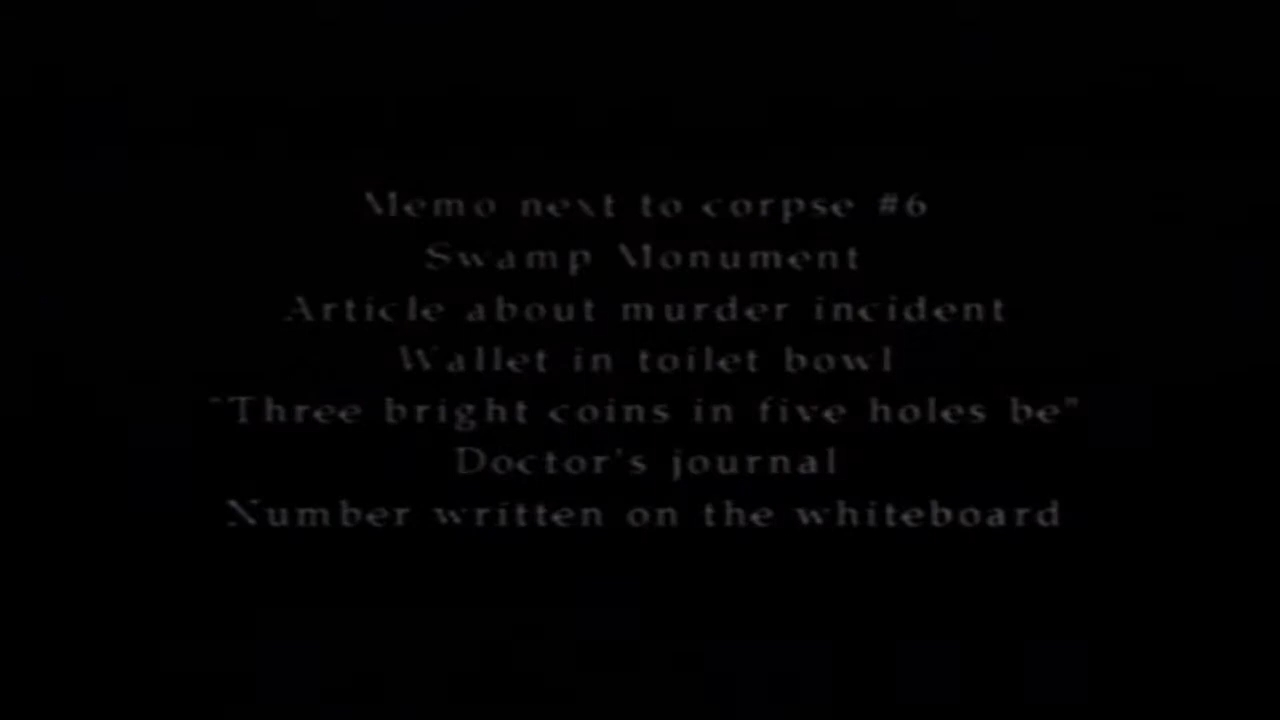 Memo next to corpse #6
Swamp Monument
Article about murder incident
Wallet in toilet bowl
"Three bright coins in five holes be"
Doctor's journal
Number written on the whiteboard